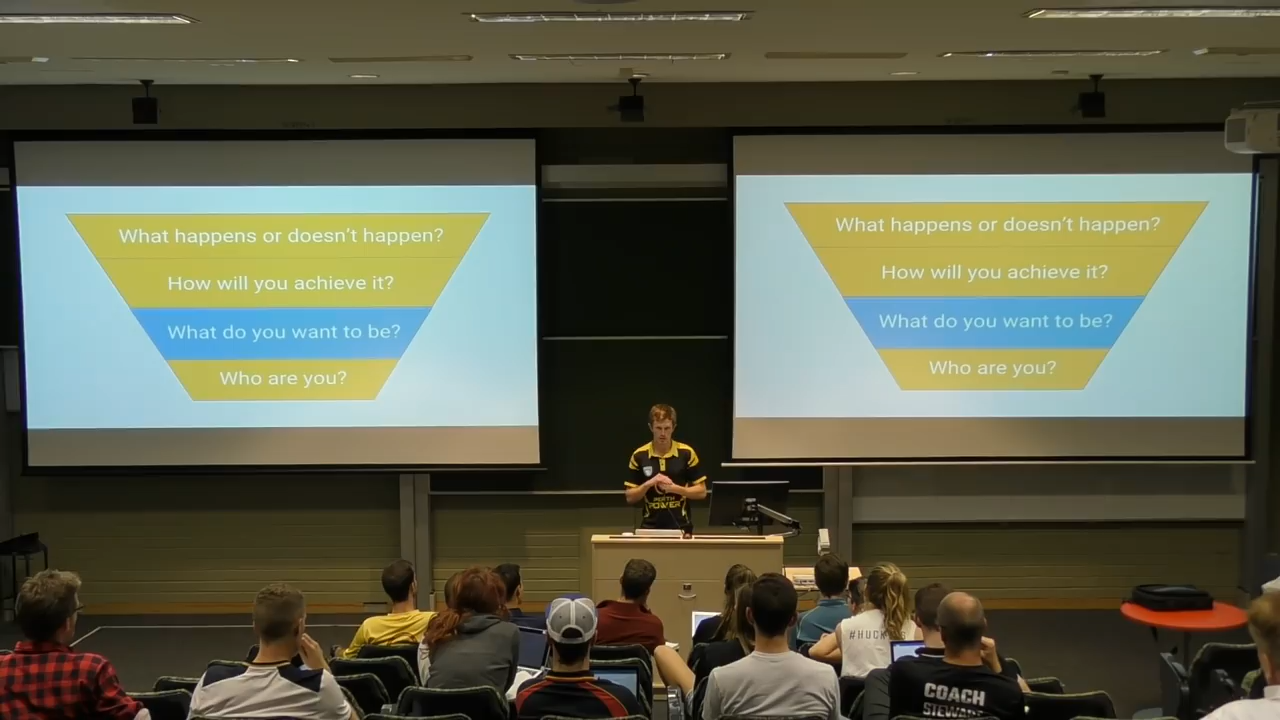 What happens or doesn't happen?
How will you achieve it?
What do you want to be?
Who are you?
What happens or doesn't happen?
How will you achieve it?
What do you want to be?
Who are you?
PERTH
POWER
COACH